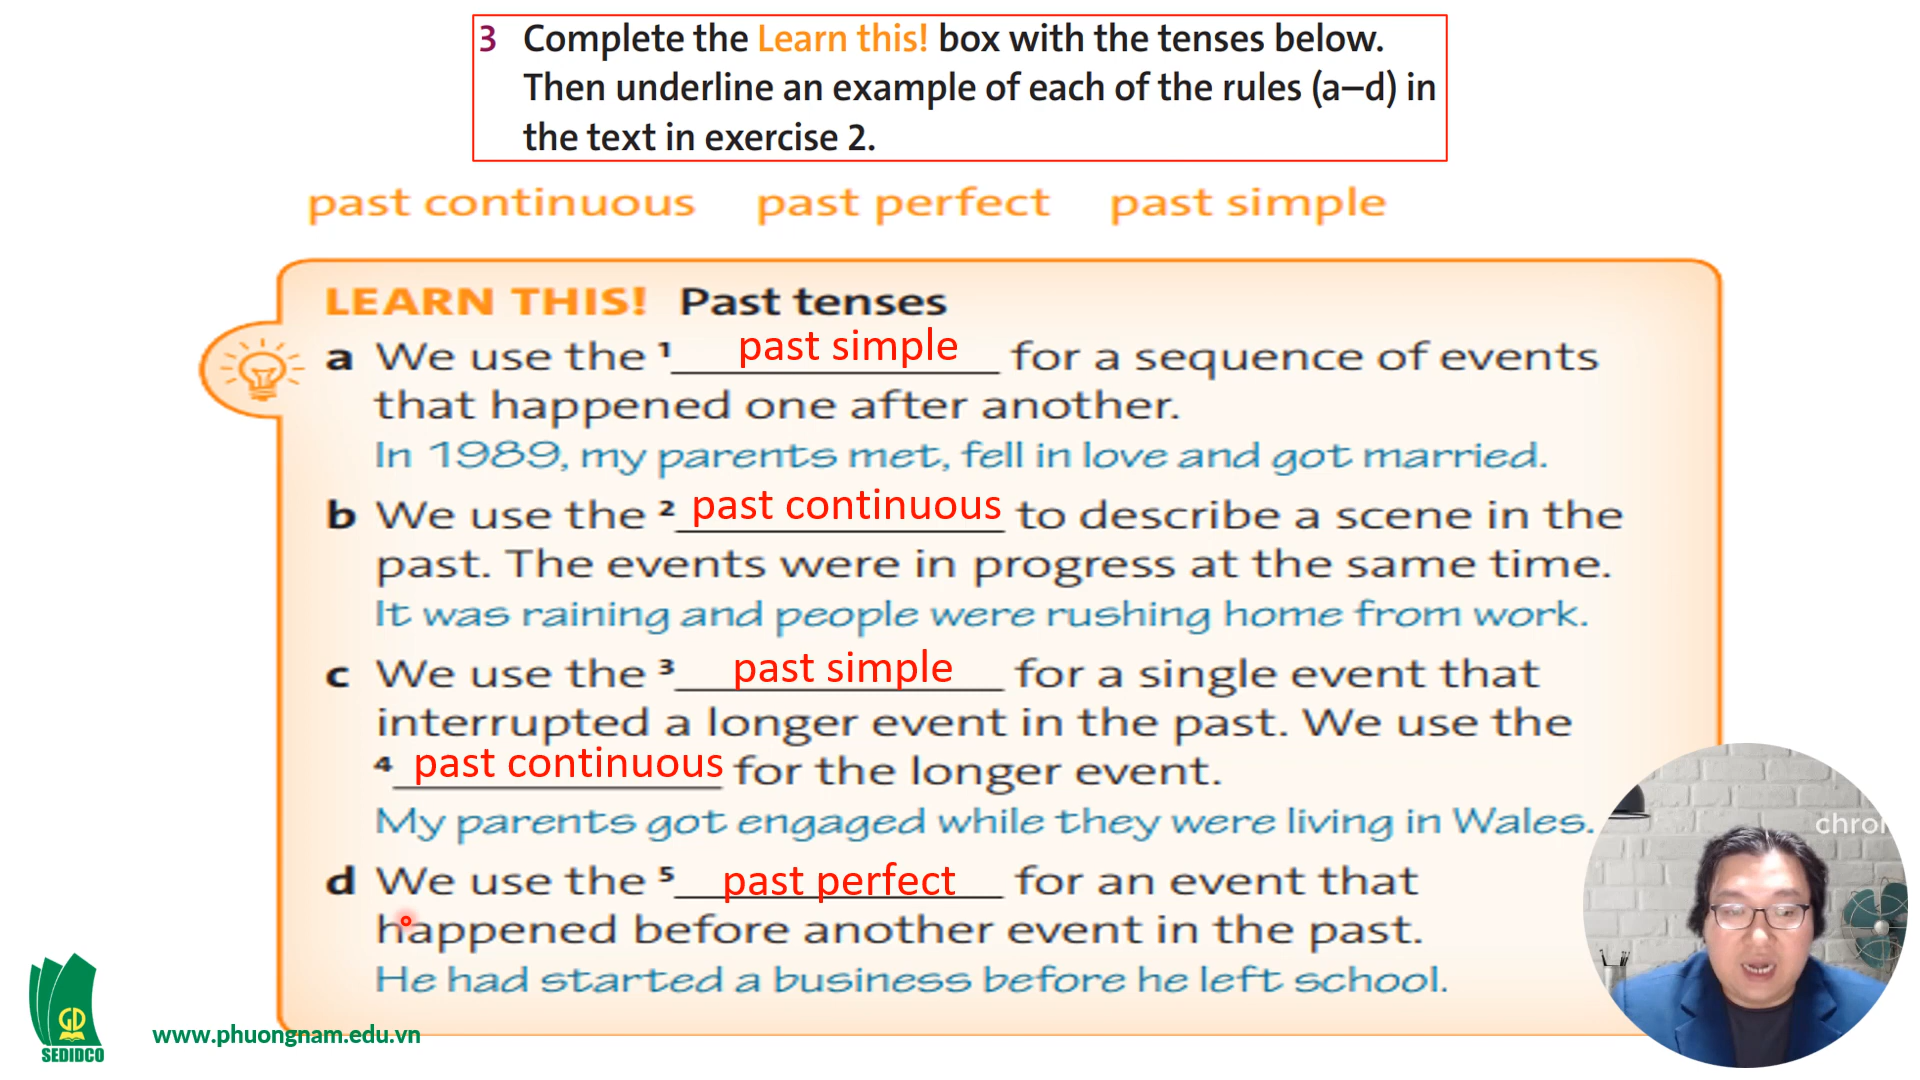 3 Complete the Learn this! box with the tenses below.
Then underline an example of each of the rules (a–d) in
the text in exercise 2.
past continuous past perfect past simple
LEARN THIS! Past tenses
a We use the ¹ past simple for a sequence of events
that happened one after another.
In 1989, my parents met, fell in love and got married.
b We use the ² past continuous to describe a scene in the
past. The events were in progress at the same time.
It was raining and people were rushing home from work.
c We use the ³ past simple for a single event that
interrupted a longer event in the past. We use the
⁴ past continuous for the longer event.
My parents got engaged while they were living in Wales.
d We use the ⁵ past perfect for an event that
happened before another event in the past.
He had started a business before he left school.
GD
SEDIDCO
www.phuongnam.edu.vn